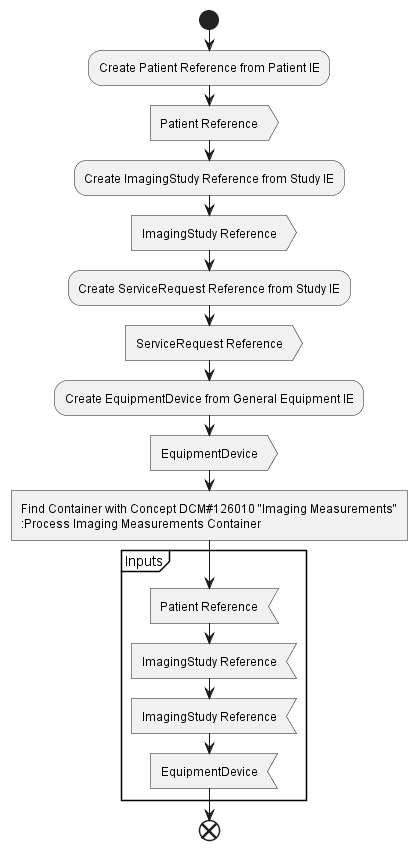 Create Patient Reference from Patient IE
Patient Reference
Create ImagingStudy Reference from Study IE
ImagingStudy Reference
Create ServiceRequest Reference from Study IE
ServiceRequest Reference
Create EquipmentDevice from General Equipment IE
EquipmentDevice
Find Container with Concept DCM#126010 "Imaging Measurements"
:Process Imaging Measurements Container
Inputs
Patient Reference
ImagingStudy Reference
ImagingStudy Reference
EquipmentDevice